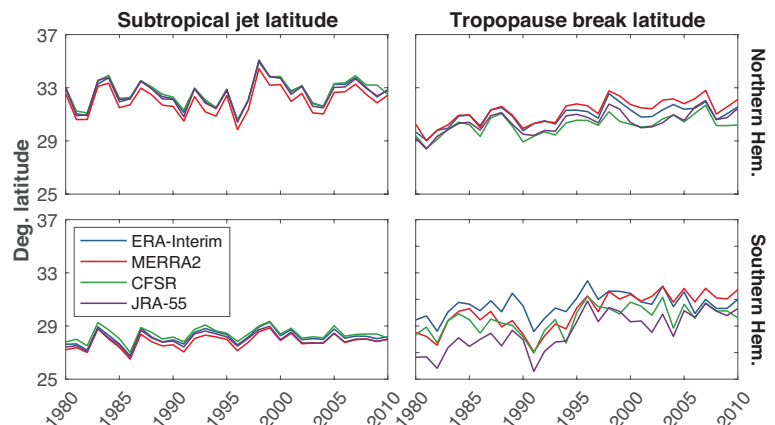 Subtropical jet latitude
Tropopause break latitude
Deg. latitude
37
33
29
25
Northern Hem.
37
33
29
25
ERA-Interim
MERRA2
CFSR
JRA-55
Southern Hem.
1980
1985
1990
1995
2000
2005
2010
1980
1985
1990
1995
2000
2005
2010